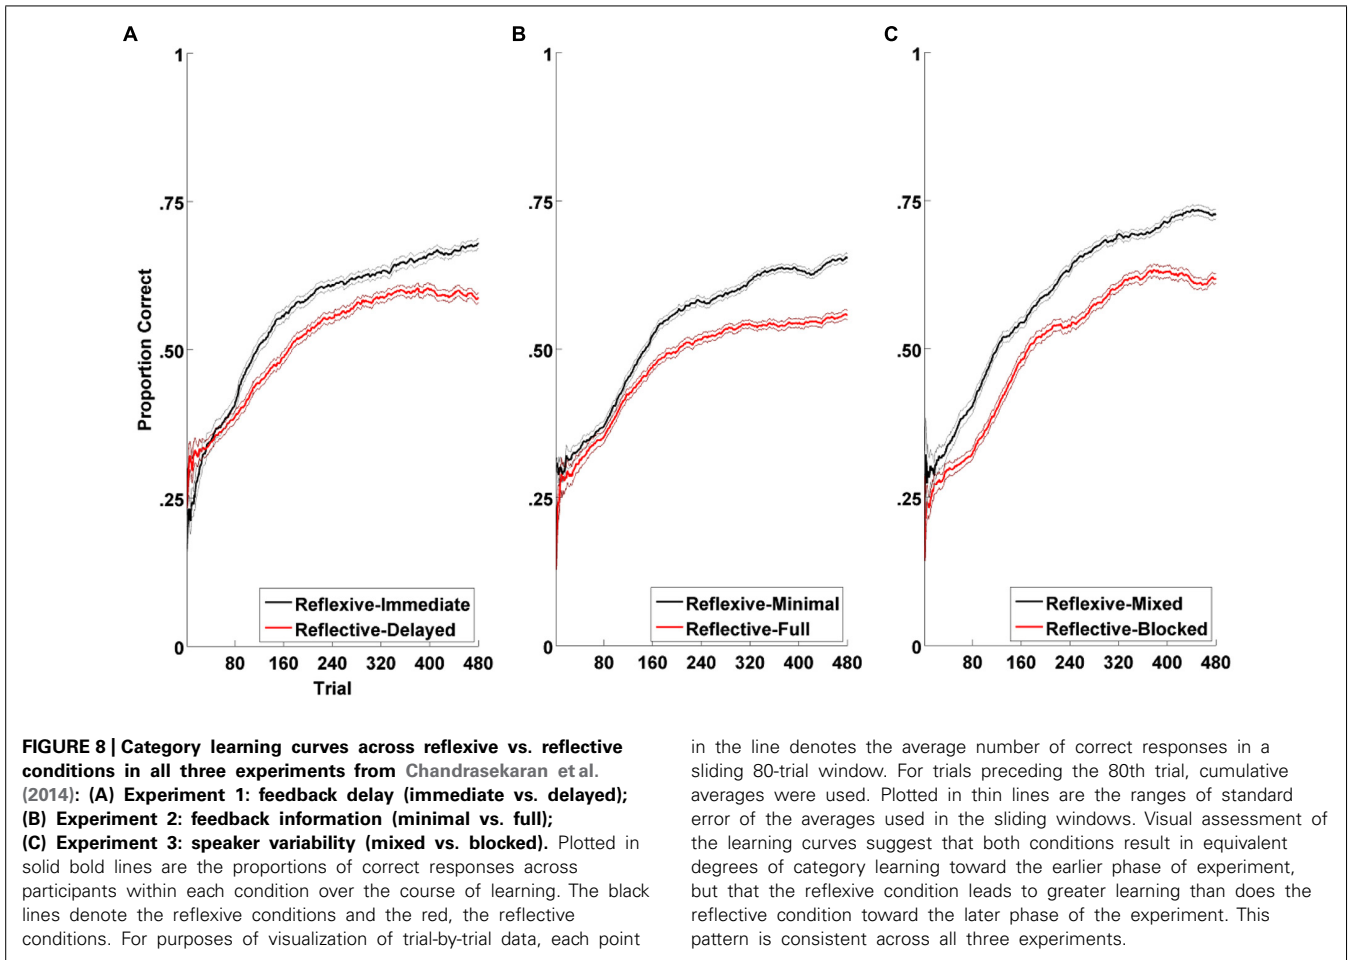 A
B
C
1
.75
.50
.25
0
Proportion Correct
80 160 240 320 400 480
Trial
Reflexive-Immediate
Reflective-Delayed
1
.75
.50
.25
0
80 160 240 320 400 480
Reflexive-Minimal
Reflective-Full
1
.75
.50
.25
0
80 160 240 320 400 480
Reflexive-Mixed
Reflective-Blocked
FIGURE 8 | Category learning curves across reflexive vs. reflective
conditions in all three experiments from Chandrasekaran et al.
(2014): (A) Experiment 1: feedback delay (immediate vs. delayed);
(B) Experiment 2: feedback information (minimal vs. full);
(C) Experiment 3: speaker variability (mixed vs. blocked). Plotted in
solid bold lines are the proportions of correct responses across
participants within each condition over the course of learning. The black
lines denote the reflexive conditions and the red, the reflective
conditions. For purposes of visualization of trial-by-trial data, each point
in the line denotes the average number of correct responses in a
sliding 80-trial window. For trials preceding the 80th trial, cumulative
averages were used. Plotted in thin lines are the ranges of standard
error of the averages used in the sliding windows. Visual assessment of
the learning curves suggest that both conditions result in equivalent
degrees of category learning toward the earlier phase of experiment,
but that the reflexive condition leads to greater learning than does the
reflective condition toward the later phase of the experiment. This
pattern is consistent across all three experiments.